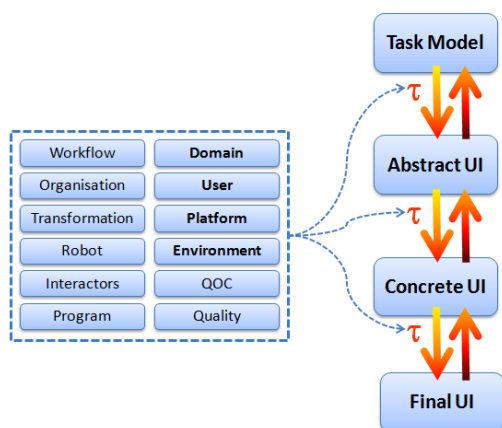 Task Model
τ
Abstract UI
τ
Concrete UI
τ
Final UI
Workflow
Domain
Organisation
User
Transformation
Platform
Robot
Environment
Interactors
QOC
Program
Quality